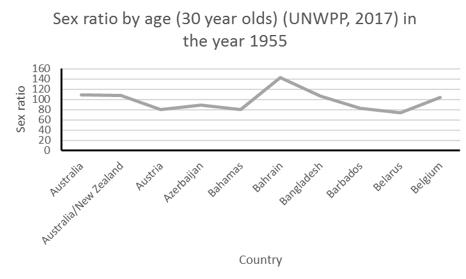 Sex ratio by age (30 year olds) (UNWPP, 2017) in
the year 1955
160
140
120
100
80
60
40
20
0
Sex ratio
Australia
Australia/New Zealand
Austria
Azerbaijan
Bahamas
Bahrain
Bangladesh
Barbados
Belarus
Belgium
Country